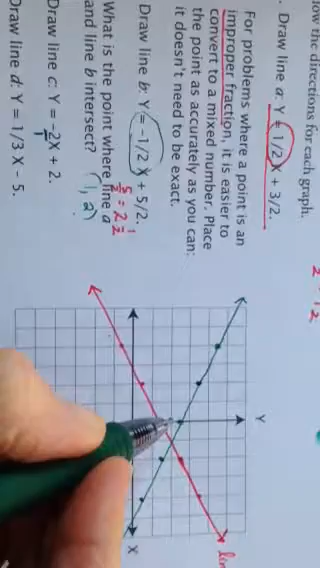 low the directions for each graph.
. Draw line a: Y = 1/2 X + 3/2.
For problems where a point is an
improper fraction, it is easier to
convert to a mixed number. Place
the point as accurately as you can:
it doesn't need to be exact.
Draw line b: Y = -1/2 X + 5/2.
5/2 = 2 1/2
What is the point where line a
and line b intersect? (1, 2)
Draw line c: Y = -2X + 2.
1
Draw line d: Y = 1/3 X - 5.
Y
X